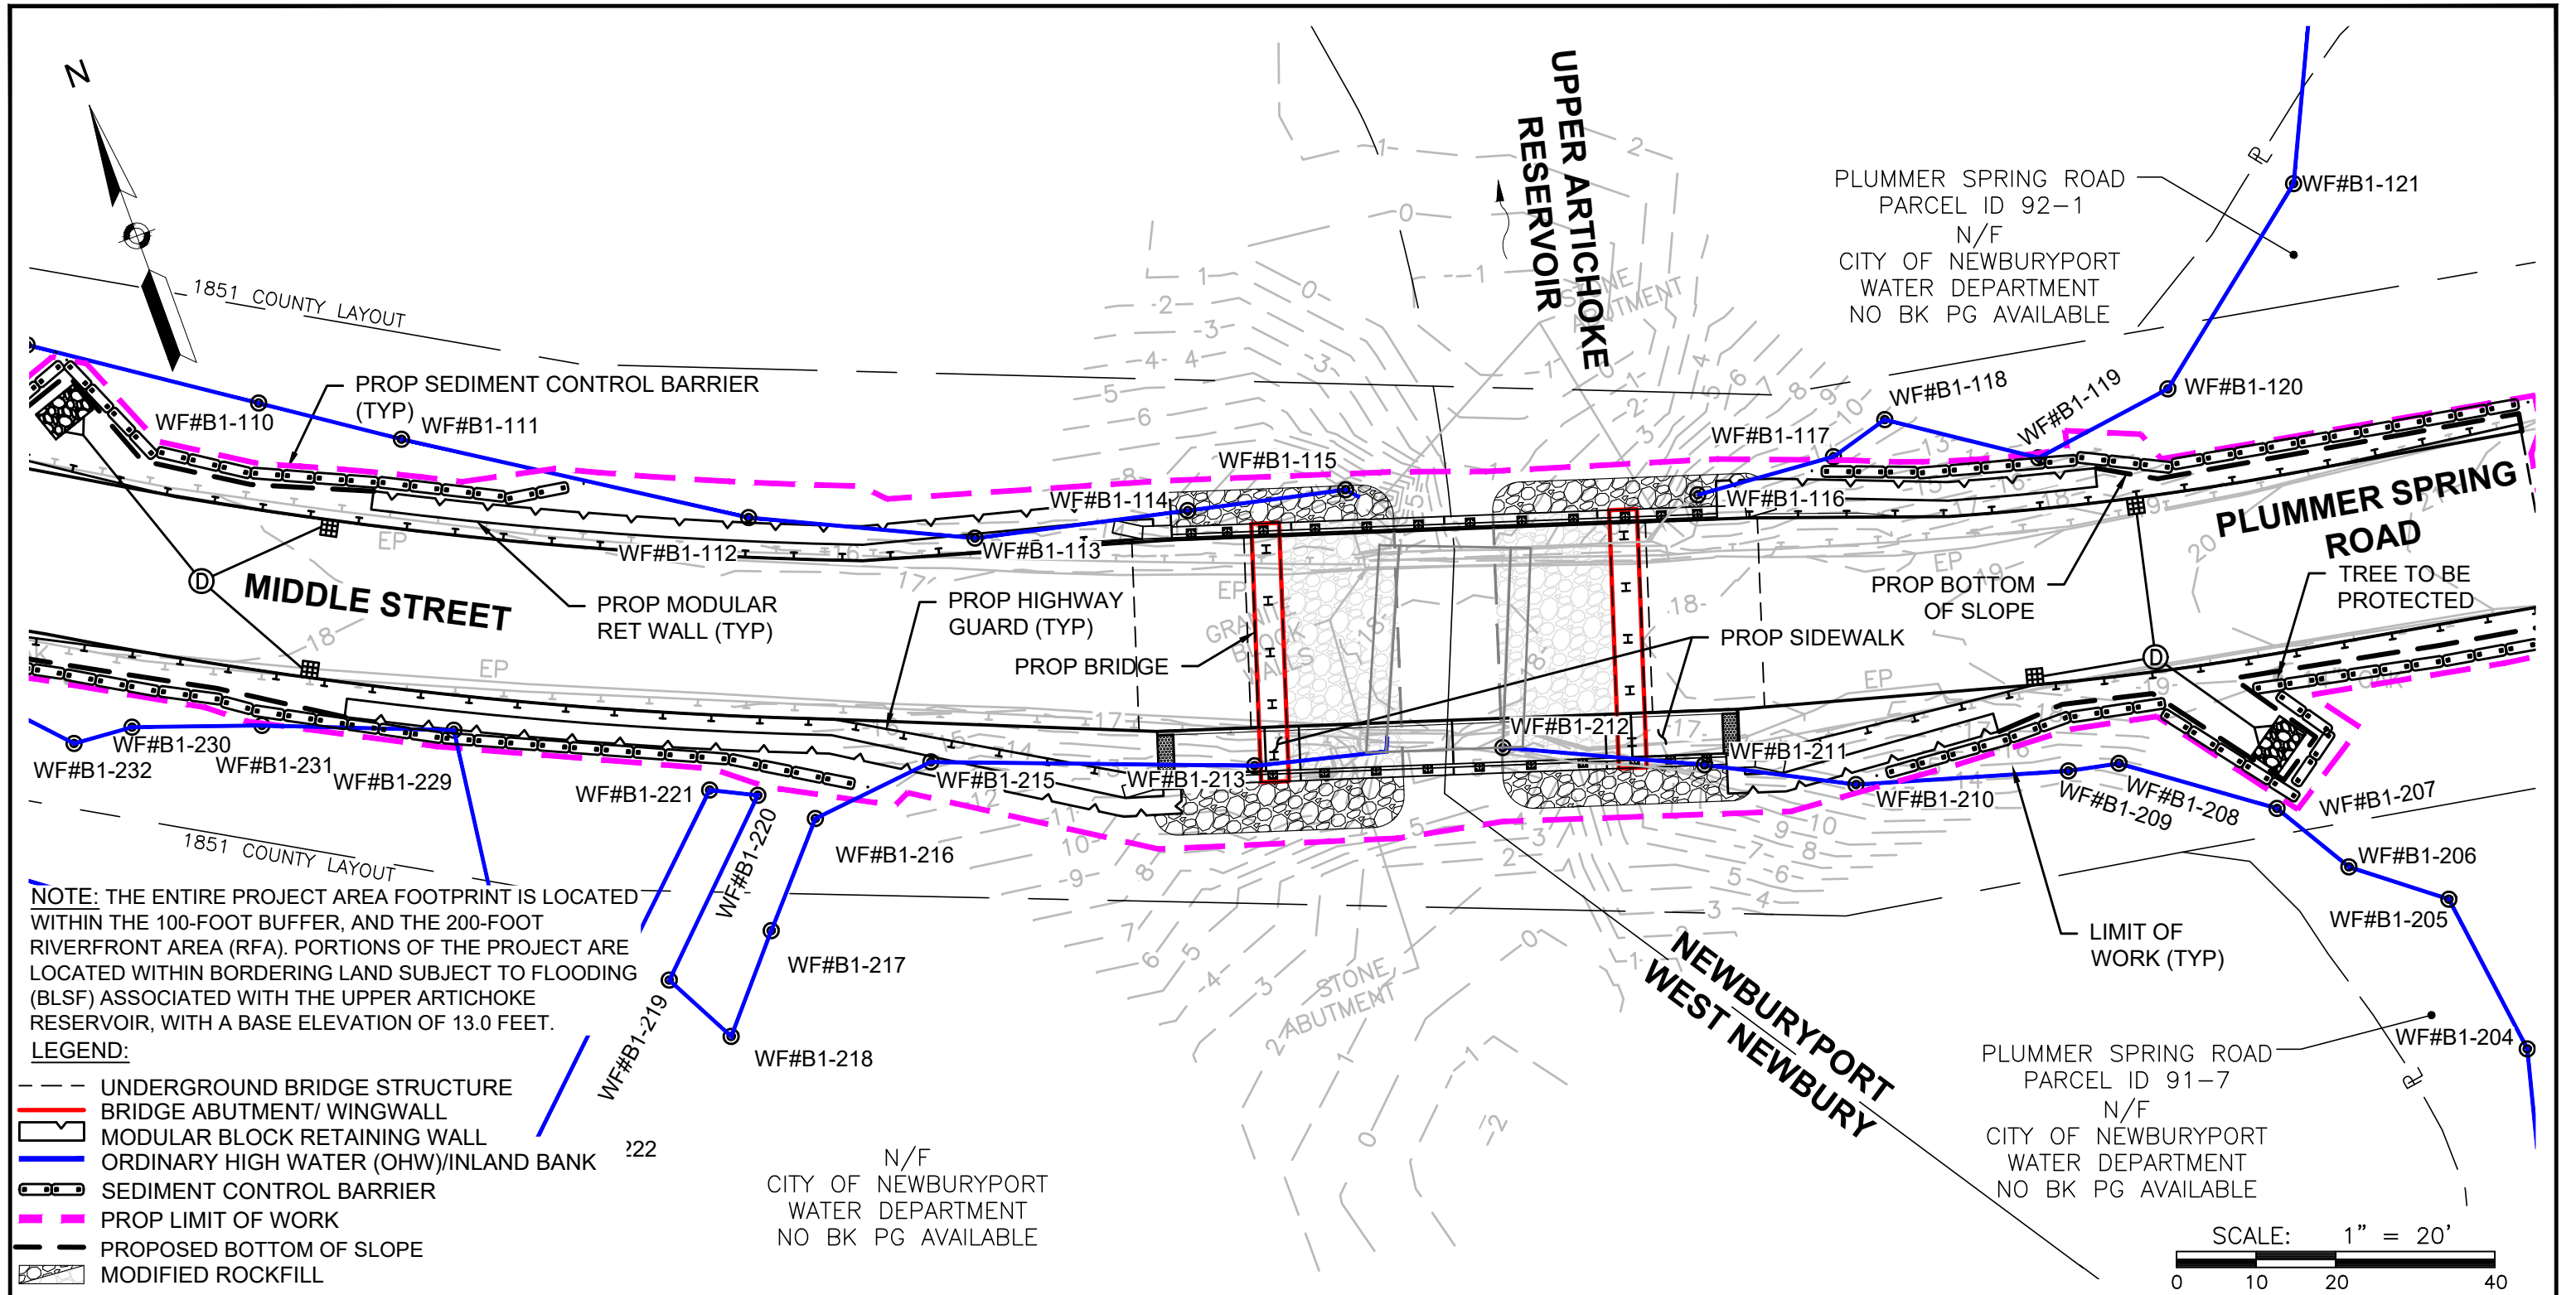 N
1851 COUNTY LAYOUT
UPPER ARTICHOKE
RESERVOIR
PLUMMER SPRING ROAD
PARCEL ID 92-1
N/F
CITY OF NEWBURYPORT
WATER DEPARTMENT
NO BK PG AVAILABLE
WF#B1-121
PROP SEDIMENT CONTROL BARRIER
(TYP)
WF#B1-110
WF#B1-111
WF#B1-112
WF#B1-113
WF#B1-114
WF#B1-115
WF#B1-116
WF#B1-117
WF#B1-118
WF#B1-119
WF#B1-120
STONE
ABUTMENT
PLUMMER SPRING
ROAD
MIDDLE STREET
D
EP
EP
EP
EP
EP
PROP MODULAR
RET WALL (TYP)
PROP HIGHWAY
GUARD (TYP)
PROP BRIDGE
GRANITE
BLOCK
WALLS
PROP SIDEWALK
PROP BOTTOM
OF SLOPE
TREE TO BE
PROTECTED
D
OAK
WF#B1-232
WF#B1-230
WF#B1-231
WF#B1-229
WF#B1-221
WF#B1-220
WF#B1-215
WF#B1-213
WF#B1-212
WF#B1-211
WF#B1-210
WF#B1-209
WF#B1-208
WF#B1-207
WF#B1-206
WF#B1-205
WF#B1-204
WF#B1-216
WF#B1-217
WF#B1-218
WF#B1-219
222
1851 COUNTY LAYOUT
STONE
ABUTMENT
LIMIT OF
WORK (TYP)
NEWBURYPORT
WEST NEWBURY
NOTE: THE ENTIRE PROJECT AREA FOOTPRINT IS LOCATED
WITHIN THE 100-FOOT BUFFER, AND THE 200-FOOT
RIVERFRONT AREA (RFA). PORTIONS OF THE PROJECT ARE
LOCATED WITHIN BORDERING LAND SUBJECT TO FLOODING
(BLSF) ASSOCIATED WITH THE UPPER ARTICHOKE
RESERVOIR, WITH A BASE ELEVATION OF 13.0 FEET.
LEGEND:
UNDERGROUND BRIDGE STRUCTURE
BRIDGE ABUTMENT/ WINGWALL
MODULAR BLOCK RETAINING WALL
ORDINARY HIGH WATER (OHW)/INLAND BANK
SEDIMENT CONTROL BARRIER
PROP LIMIT OF WORK
PROPOSED BOTTOM OF SLOPE
MODIFIED ROCKFILL
N/F
CITY OF NEWBURYPORT
WATER DEPARTMENT
NO BK PG AVAILABLE
PLUMMER SPRING ROAD
PARCEL ID 91-7
N/F
CITY OF NEWBURYPORT
WATER DEPARTMENT
NO BK PG AVAILABLE
SCALE: 1" = 20'
0 10 20 40